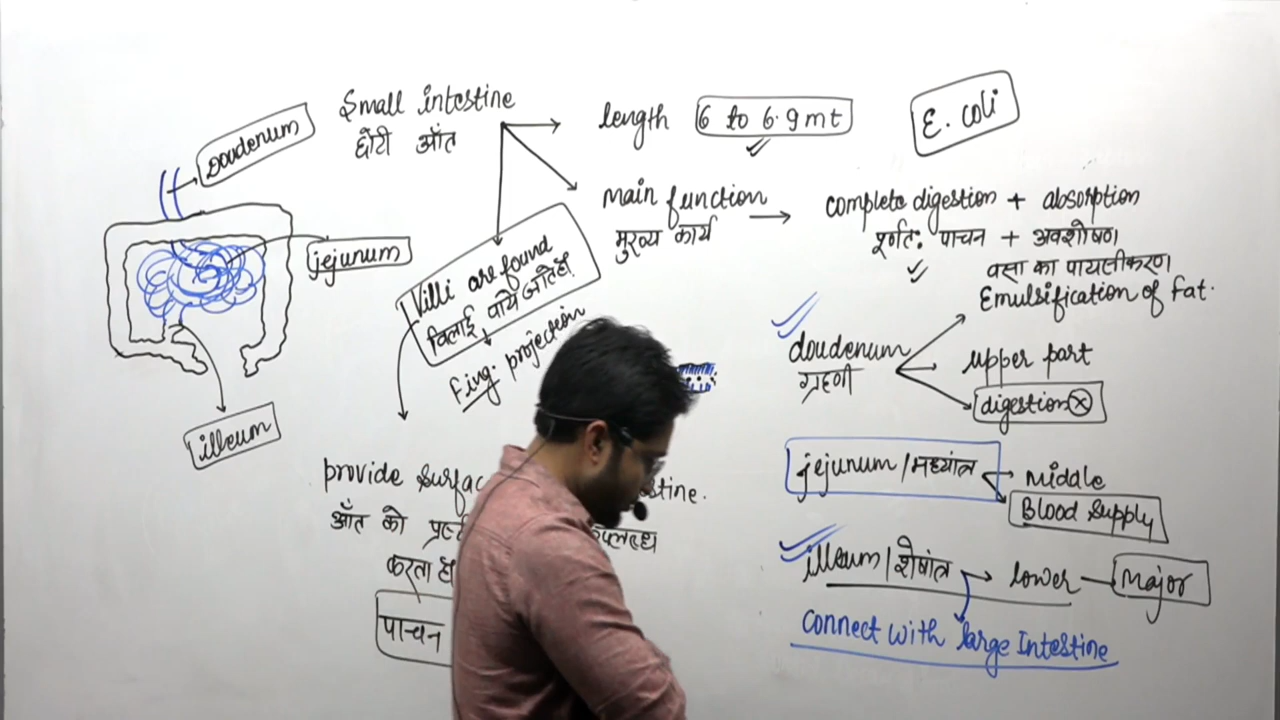 Small intestine
छोटी आँत
length 6 to 6.9mt
E. coli
Doudenum
jejunum
illeum
main function
मुख्य कार्य
complete digestion + absorption
पूर्णतः पाचन + अवशोषण
वसा का पायसीकरण
Emulsification of fat.
Villi are found
विलाई पाये जाते हैं
Fing. projection
provide surfac
stine.
आँत को
उपलब्ध
करता है
पाचन
doudenum
ग्रहणी
upper part
digestion
jejunum/मध्यांत्र
middle
Blood supply
illeum/शेषांत्र
lower
major
connect with large Intestine